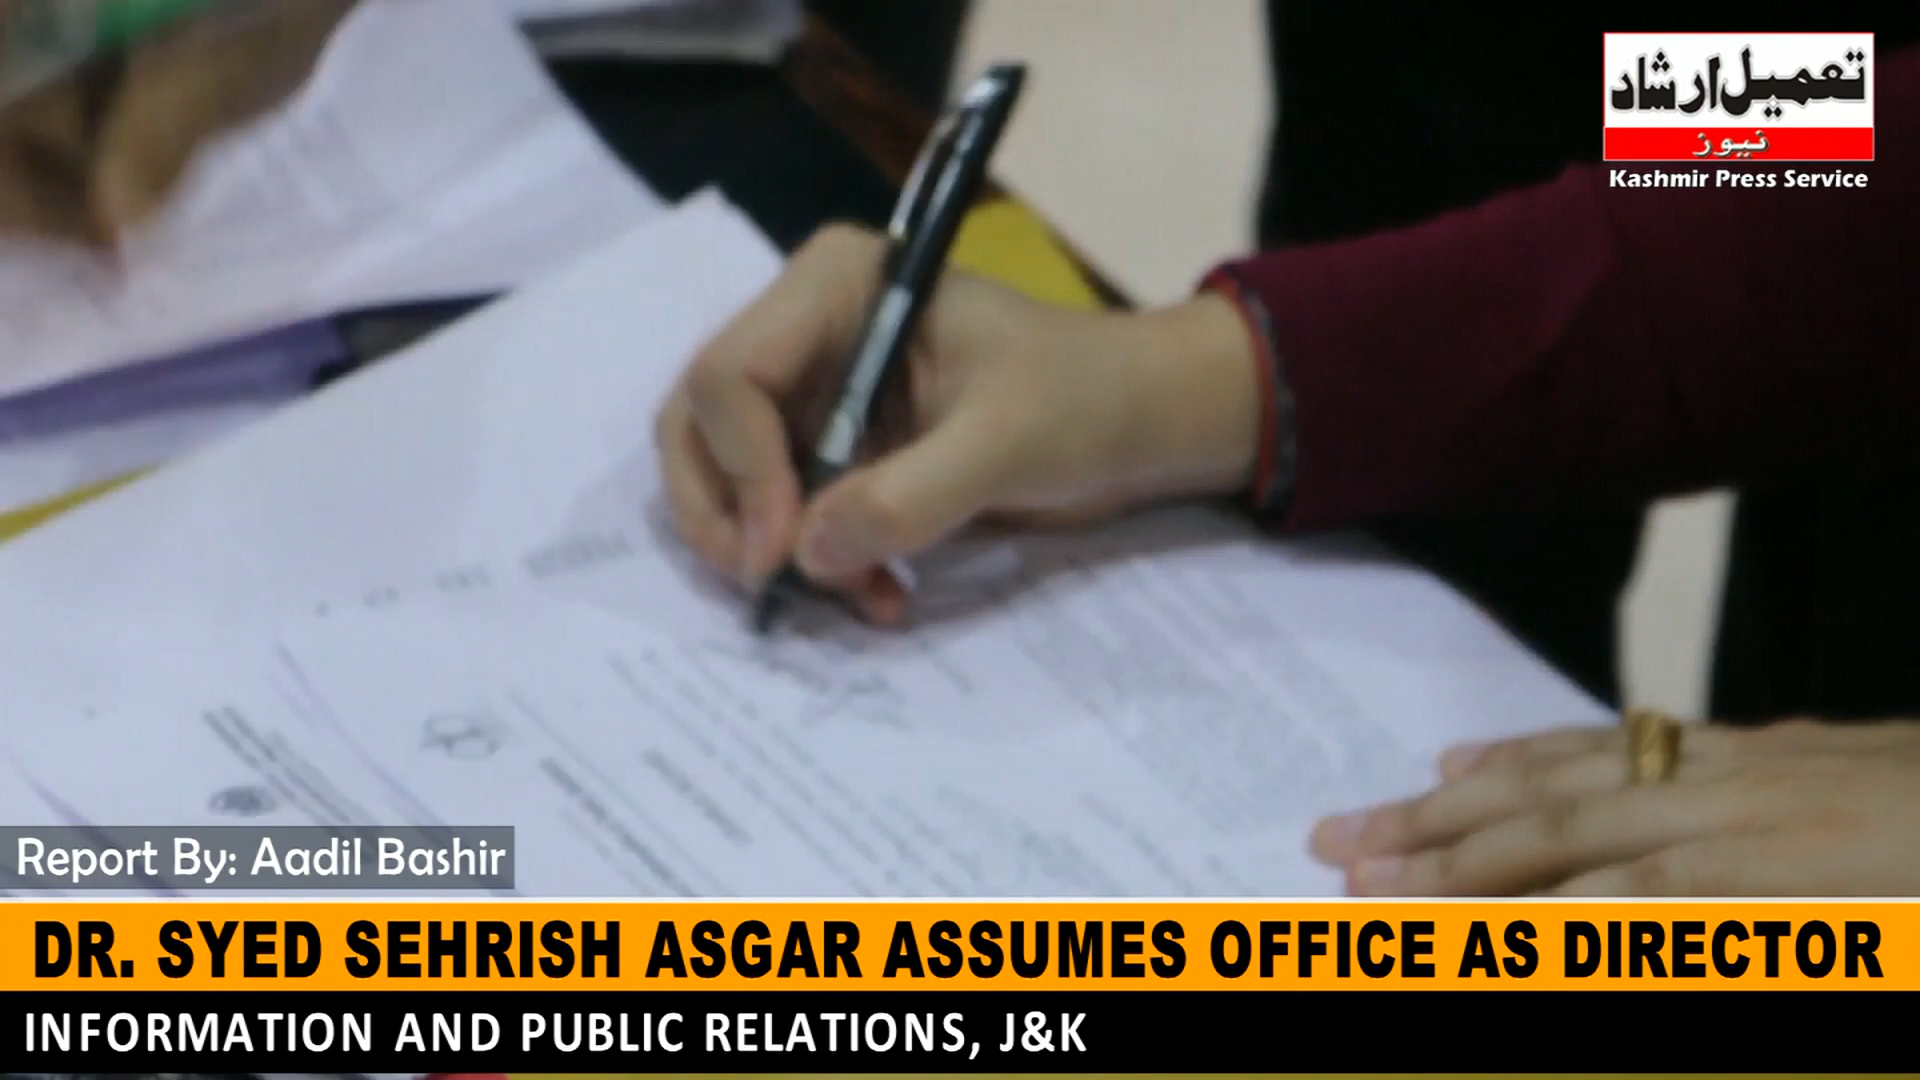 تعمیل ارشاد
نیوز
Kashmir Press Service
Report By: Aadil Bashir
DR. SYED SEHRISH ASGAR ASSUMES OFFICE AS DIRECTOR
INFORMATION AND PUBLIC RELATIONS, J&K